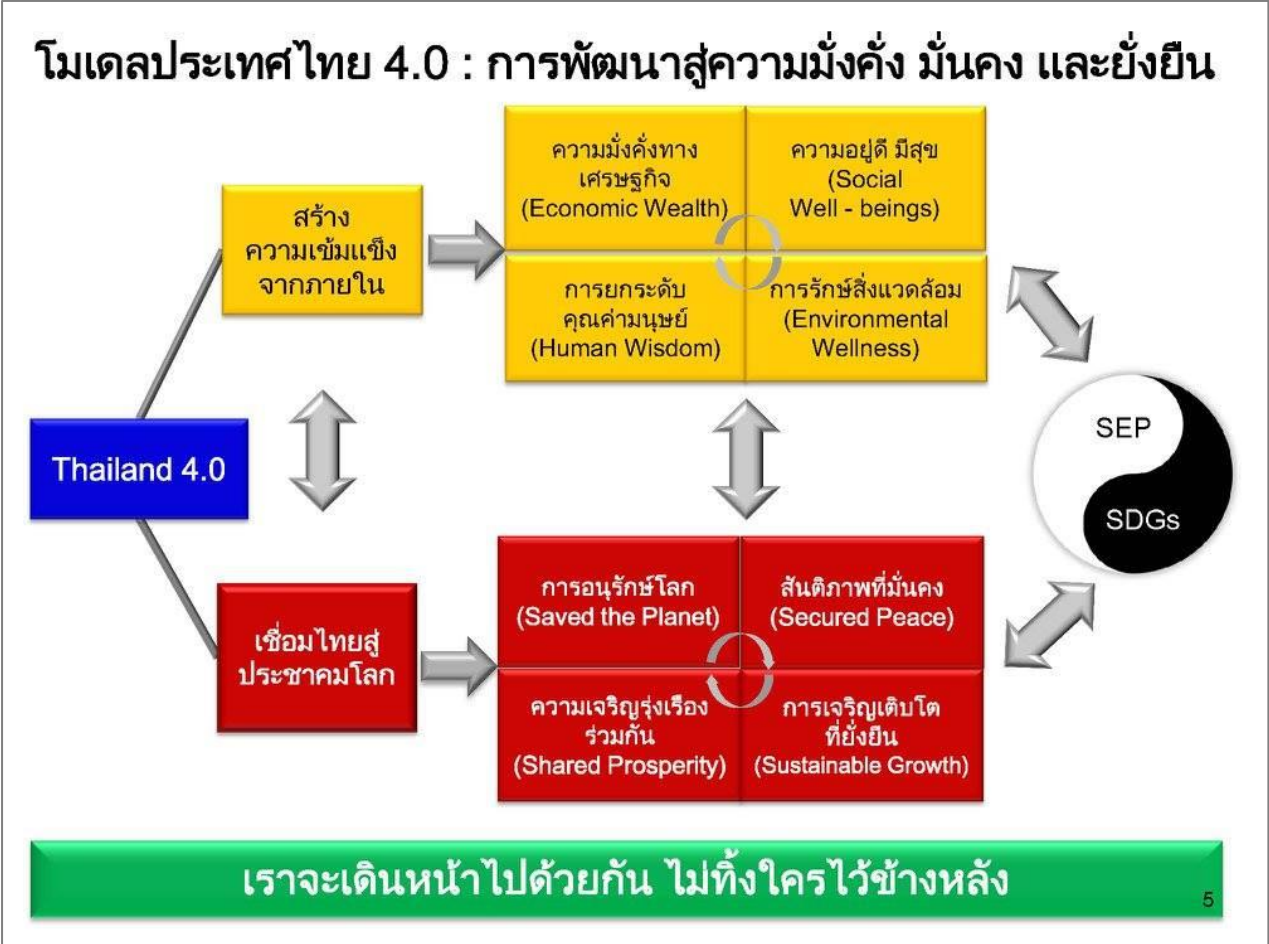 โมเดลประเทศไทย 4.0 : การพัฒนาสู่ความมั่งคั่ง มั่นคง และยั่งยืน
ความมั่งคั่งทาง
เศรษฐกิจ
(Economic Wealth)
ความอยู่ดี มีสุข
(Social
Well - beings)
สร้าง
ความเข้มแข็ง
จากภายใน
การยกระดับ
คุณค่ามนุษย์
(Human Wisdom)
การรักษ์สิ่งแวดล้อม
(Environmental
Wellness)
Thailand 4.0
SEP
SDGs
การอนุรักษ์โลก
(Saved the Planet)
สันติภาพที่มั่นคง
(Secured Peace)
เชื่อมไทยสู่
ประชาคมโลก
ความเจริญรุ่งเรือง
ร่วมกัน
(Shared Prosperity)
การเจริญเติบโต
ที่ยั่งยืน
(Sustainable Growth)
เราจะเดินหน้าไปด้วยกัน ไม่ทิ้งใครไว้ข้างหลัง
5